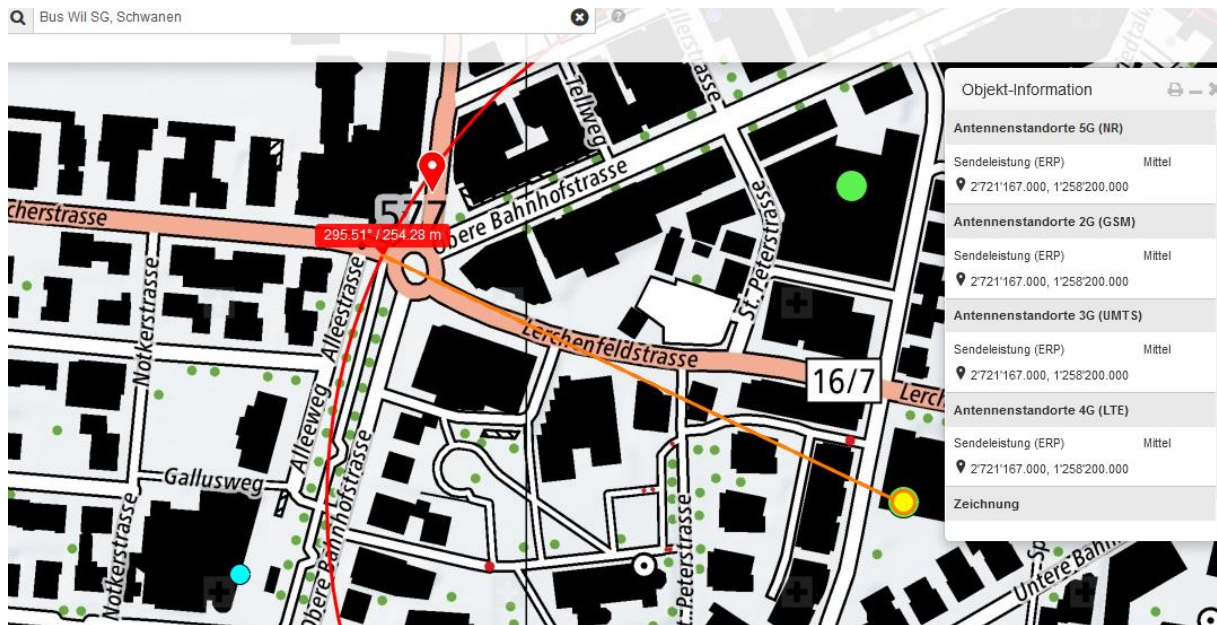 Bus Wil SG, Schwanen
Objekt-Information
Antennenstandorte 5G (NR)
Sendeleistung (ERP) Mittel
2'721'167.000, 1'258'200.000
Antennenstandorte 2G (GSM)
Sendeleistung (ERP) Mittel
2'721'167.000, 1'258'200.000
Antennenstandorte 3G (UMTS)
Sendeleistung (ERP) Mittel
2'721'167.000, 1'258'200.000
Antennenstandorte 4G (LTE)
Sendeleistung (ERP) Mittel
2'721'167.000, 1'258'200.000
Zeichnung
Tellweg
577
295.51° / 254.28 m
Obere Bahnhofstrasse
cherstrasse
Notkerstrasse
Alleestrasse
St. Peterstrasse
Lerchenfeldstrasse
16/7
Lerch
Alleeweg
Gallusweg
Notkerstrasse
Obere Bahnhofstrasse
St. Peterstrasse
Untere Bahn